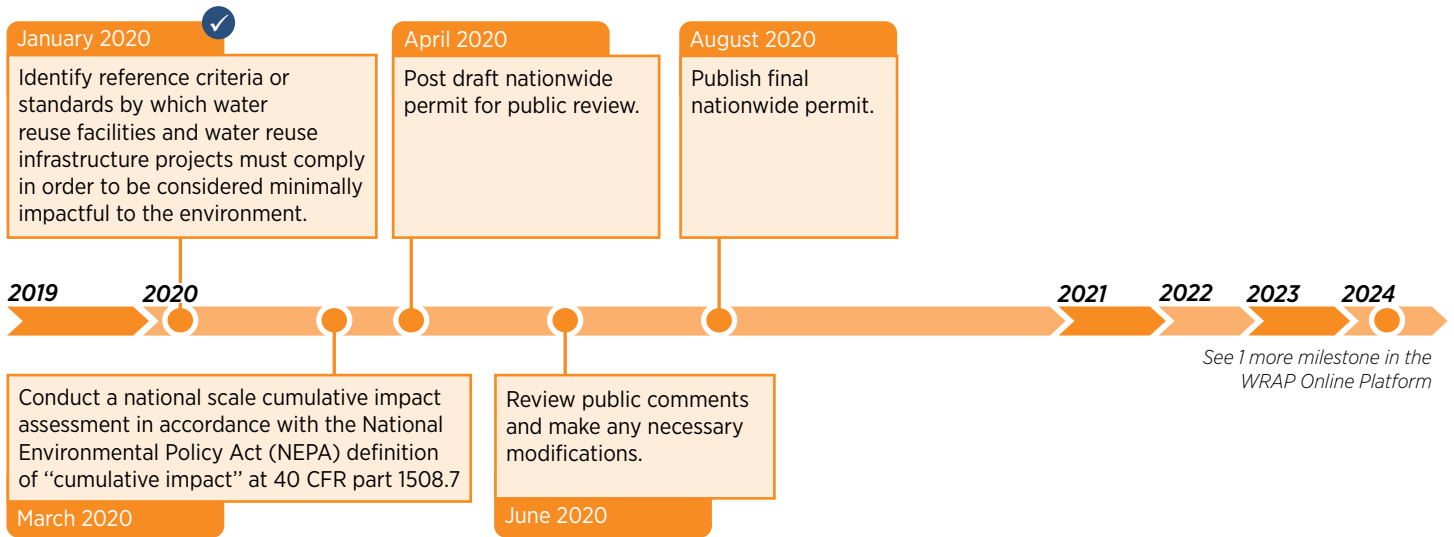 January 2020
Identify reference criteria or
standards by which water
reuse facilities and water reuse
infrastructure projects must comply
in order to be considered minimally
impactful to the environment.
April 2020
Post draft nationwide
permit for public review.
August 2020
Publish final
nationwide permit.
2019
2020
2021
2022
2023
2024
See 1 more milestone in the
WRAP Online Platform
Conduct a national scale cumulative impact
assessment in accordance with the National
Environmental Policy Act (NEPA) definition
of “cumulative impact” at 40 CFR part 1508.7
March 2020
Review public comments
and make any necessary
modifications.
June 2020